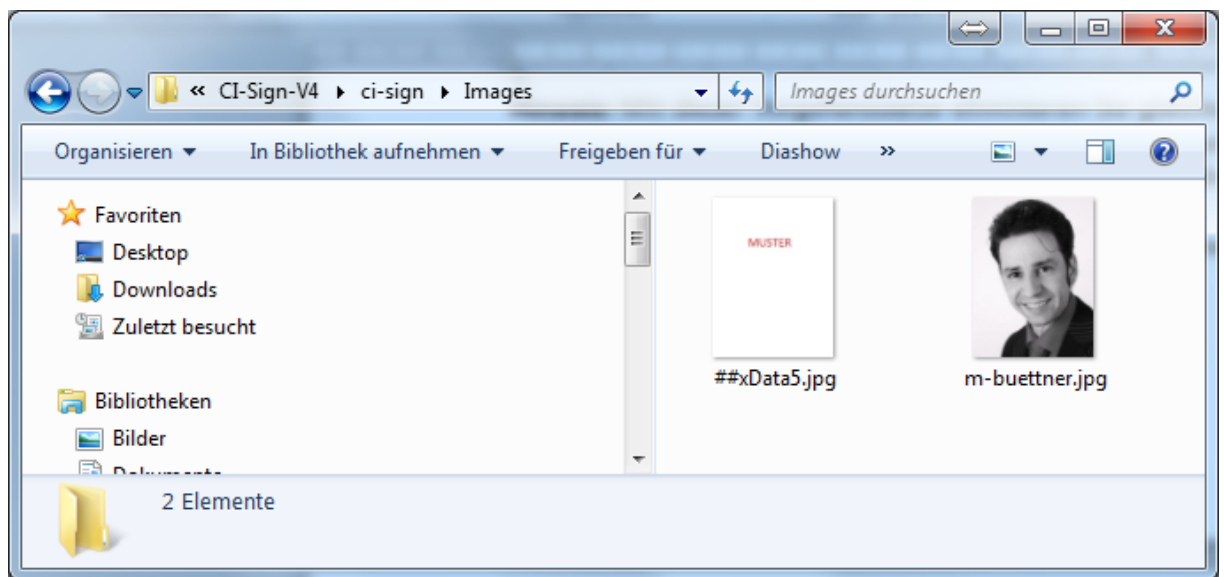 « CI-Sign-V4 ▸ ci-sign ▸ Images
Images durchsuchen
Organisieren ▾ In Bibliothek aufnehmen ▾ Freigeben für ▾ Diashow »
Favoriten
Desktop
Downloads
Zuletzt besucht
Bibliotheken
Bilder
Dokumente
MUSTER
##xData5.jpg
m-buettner.jpg
2 Elemente